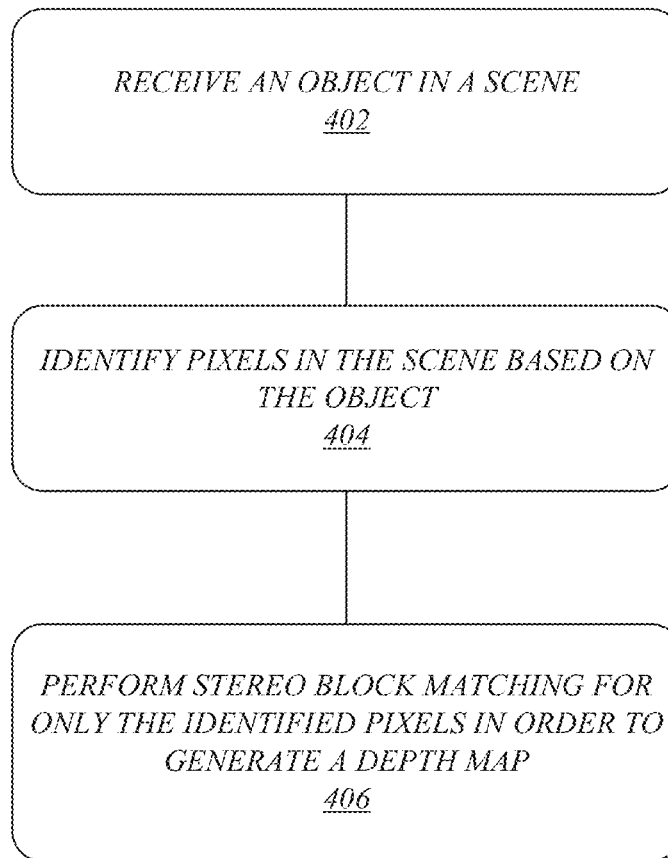 RECEIVE AN OBJECT IN A SCENE
402
IDENTIFY PIXELS IN THE SCENE BASED ON
THE OBJECT
404
PERFORM STEREO BLOCK MATCHING FOR
ONLY THE IDENTIFIED PIXELS IN ORDER TO
GENERATE A DEPTH MAP
406